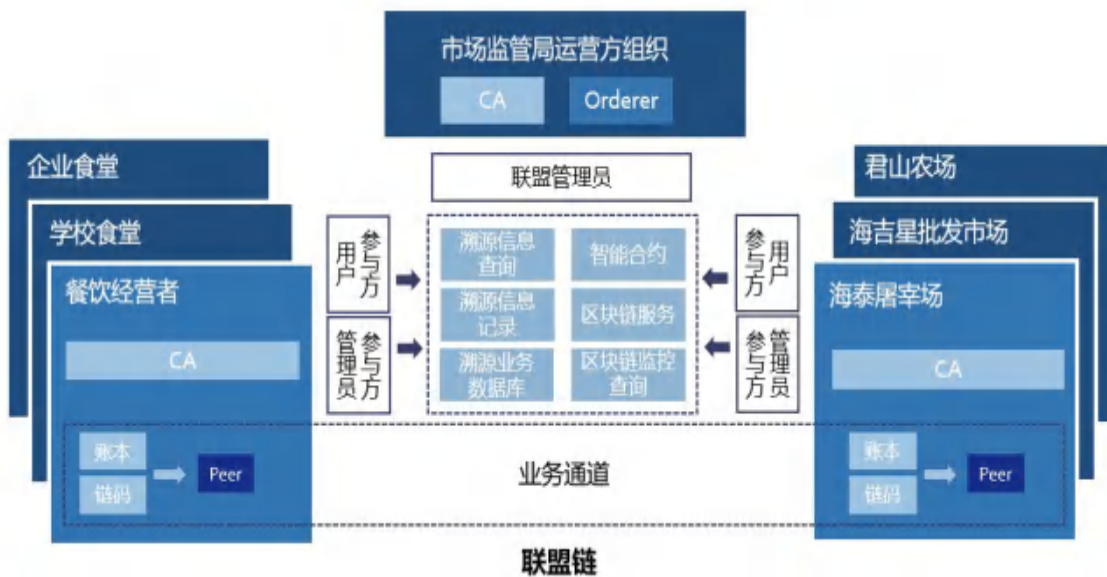 市场监管局运营方组织
CA
Orderer
联盟管理员
企业食堂
学校食堂
餐饮经营者
CA
账本
链码
Peer
参与方
用户
参与方
管理员
溯源信息
查询
智能合约
溯源信息
记录
区块链服务
溯源业务
数据库
区块链监控
查询
参与方
用户
参与方
管理员
君山农场
海吉星批发市场
海泰屠宰场
CA
账本
链码
Peer
业务通道
联盟链